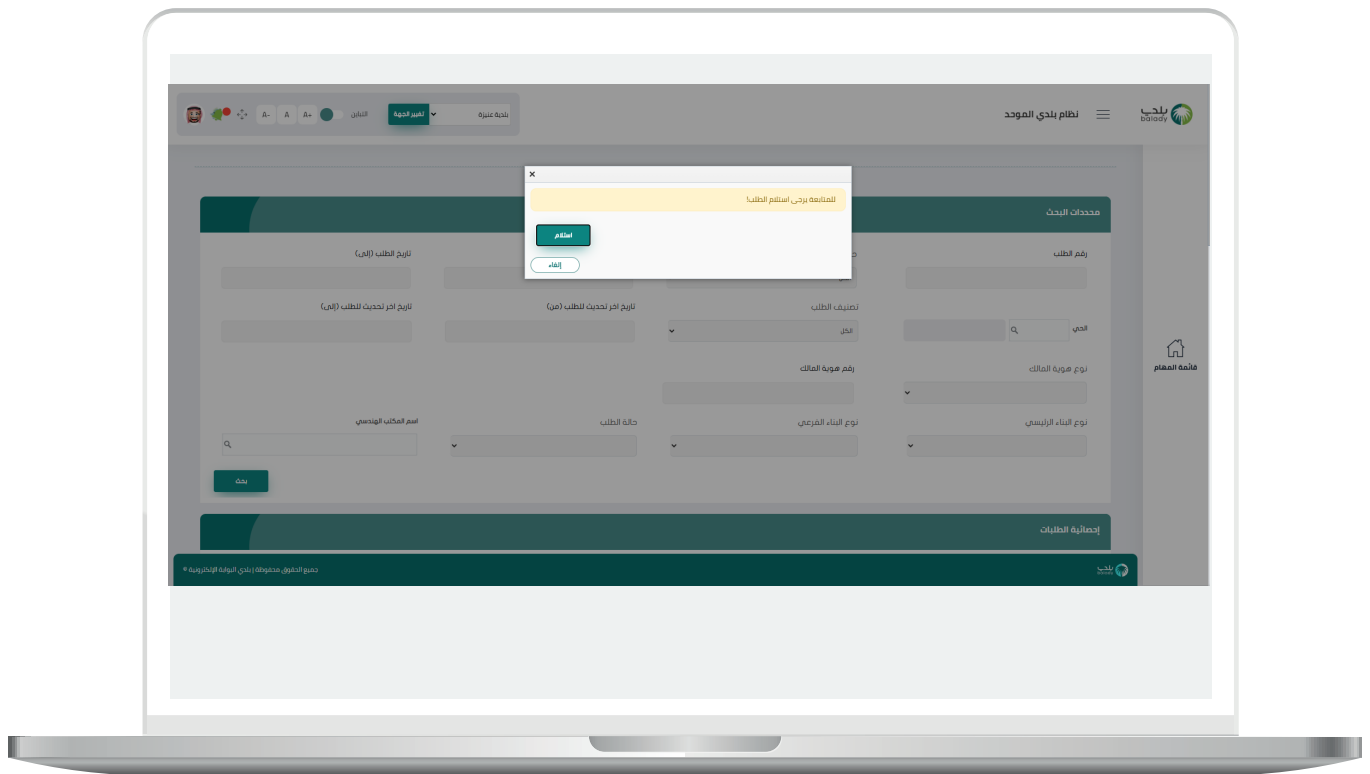 بلدي
balady
نظام بلدي الموحد
بلدية عنيزة
تغيير الجهة
التباين
A+
A
A-
للمتابعة يرجى استلام الطلب!
استلام
إلغاء
محددات البحث
رقم الطلب
تاريخ الطلب (إلى)
الحي
تصنيف الطلب
الكل
تاريخ اخر تحديث للطلب (من)
تاريخ اخر تحديث للطلب (إلى)
نوع هوية المالك
رقم هوية المالك
نوع البناء الرئيسي
نوع البناء الفرعي
حالة الطلب
اسم المكتب الهندسي
بحث
إحصائية الطلبات
قائمة المهام
بلدي
balady
جميع الحقوق محفوظة | بلدي البوابة الإلكترونية ©